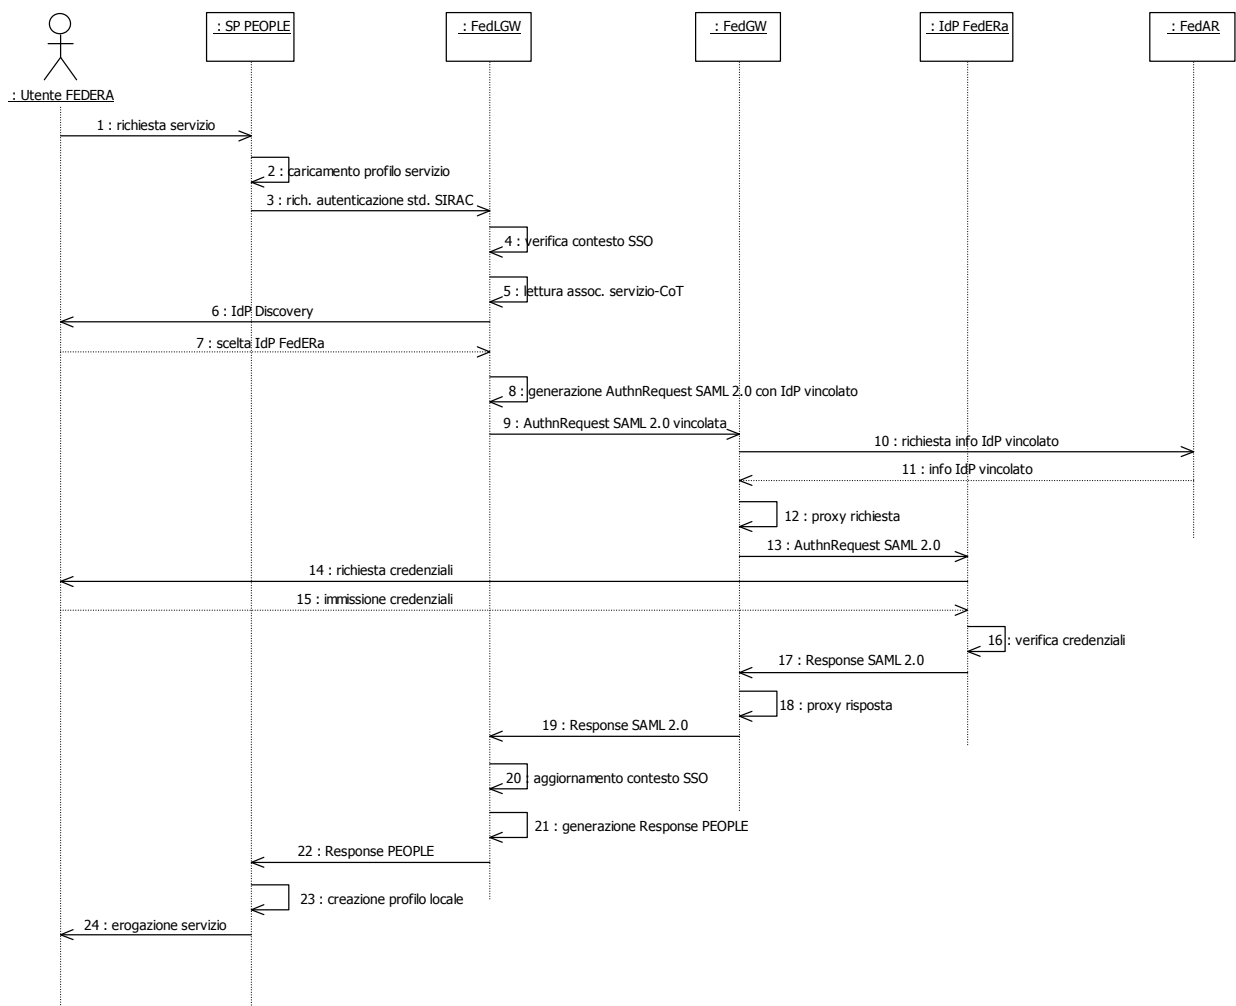 : SP PEOPLE
: FedLGW
: FedGW
: IdP FedERa
: FedAR
: Utente FEDERA
1 : richiesta servizio
2 : caricamento profilo servizio
3 : rich. autenticazione std. SIRAC
4 : verifica contesto SSO
5 : lettura assoc. servizio-CoT
6 : IdP Discovery
7 : scelta IdP FedERa
8 : generazione AuthnRequest SAML 2.0 con IdP vincolato
9 : AuthnRequest SAML 2.0 vincolata
10 : richiesta info IdP vincolato
11 : info IdP vincolato
12 : proxy richiesta
13 : AuthnRequest SAML 2.0
14 : richiesta credenziali
15 : immissione credenziali
16 : verifica credenziali
17 : Response SAML 2.0
18 : proxy risposta
19 : Response SAML 2.0
20 : aggiornamento contesto SSO
21 : generazione Response PEOPLE
22 : Response PEOPLE
23 : creazione profilo locale
24 : erogazione servizio